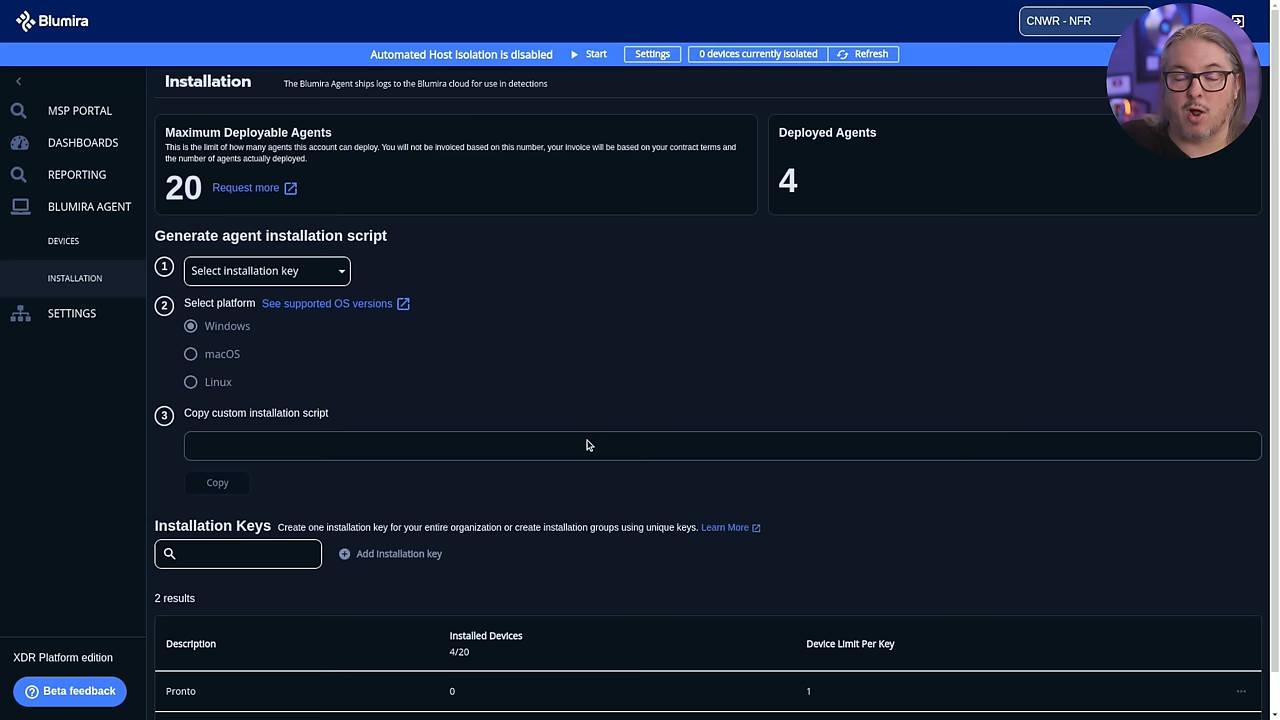 Blumira
CNWR - NFR
Automated Host Isolation is disabled
Start
Settings
0 devices currently isolated
Refresh
Installation
The Blumira Agent ships logs to the Blumira cloud for use in detections
MSP PORTAL
DASHBOARDS
REPORTING
BLUMIRA AGENT
DEVICES
INSTALLATION
SETTINGS
Maximum Deployable Agents
This is the limit of how many agents this account can deploy. You will not be invoiced based on this number, your invoice will be based on your contract terms and
the number of agents actually deployed.
20 Request more
Deployed Agents
4
Generate agent installation script
1 Select installation key
2 Select platform See supported OS versions
Windows
macOS
Linux
3 Copy custom installation script
Copy
Installation Keys Create one installation key for your entire organization or create installation groups using unique keys. Learn More
Add installation key
2 results
Description
Installed Devices
4/20
Device Limit Per Key
Pronto 0 1
XDR Platform edition
Beta feedback